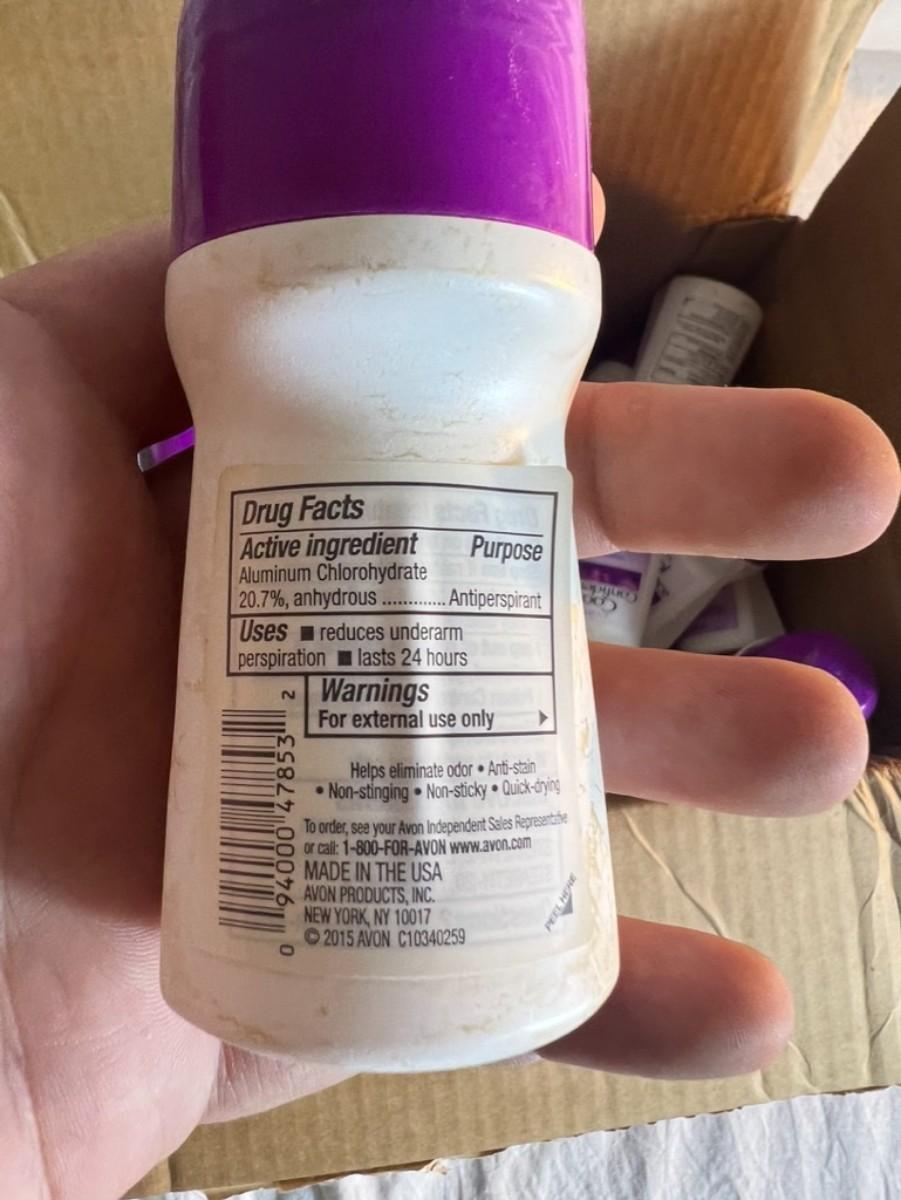 Drug Facts
Active ingredient Purpose
Aluminum Chlorohydrate
20.7%, anhydrous ............. Antiperspirant
Uses ■ reduces underarm
perspiration ■ lasts 24 hours
Warnings
For external use only ▶
Helps eliminate odor • Anti-stain
• Non-stinging • Non-sticky • Quick-drying
To order, see your Avon Independent Sales Representative
or call: 1-800-FOR-AVON www.avon.com
MADE IN THE USA
AVON PRODUCTS, INC.
NEW YORK, NY 10017
© 2015 AVON C10340259
PEEL HERE
0 94000 47853 2